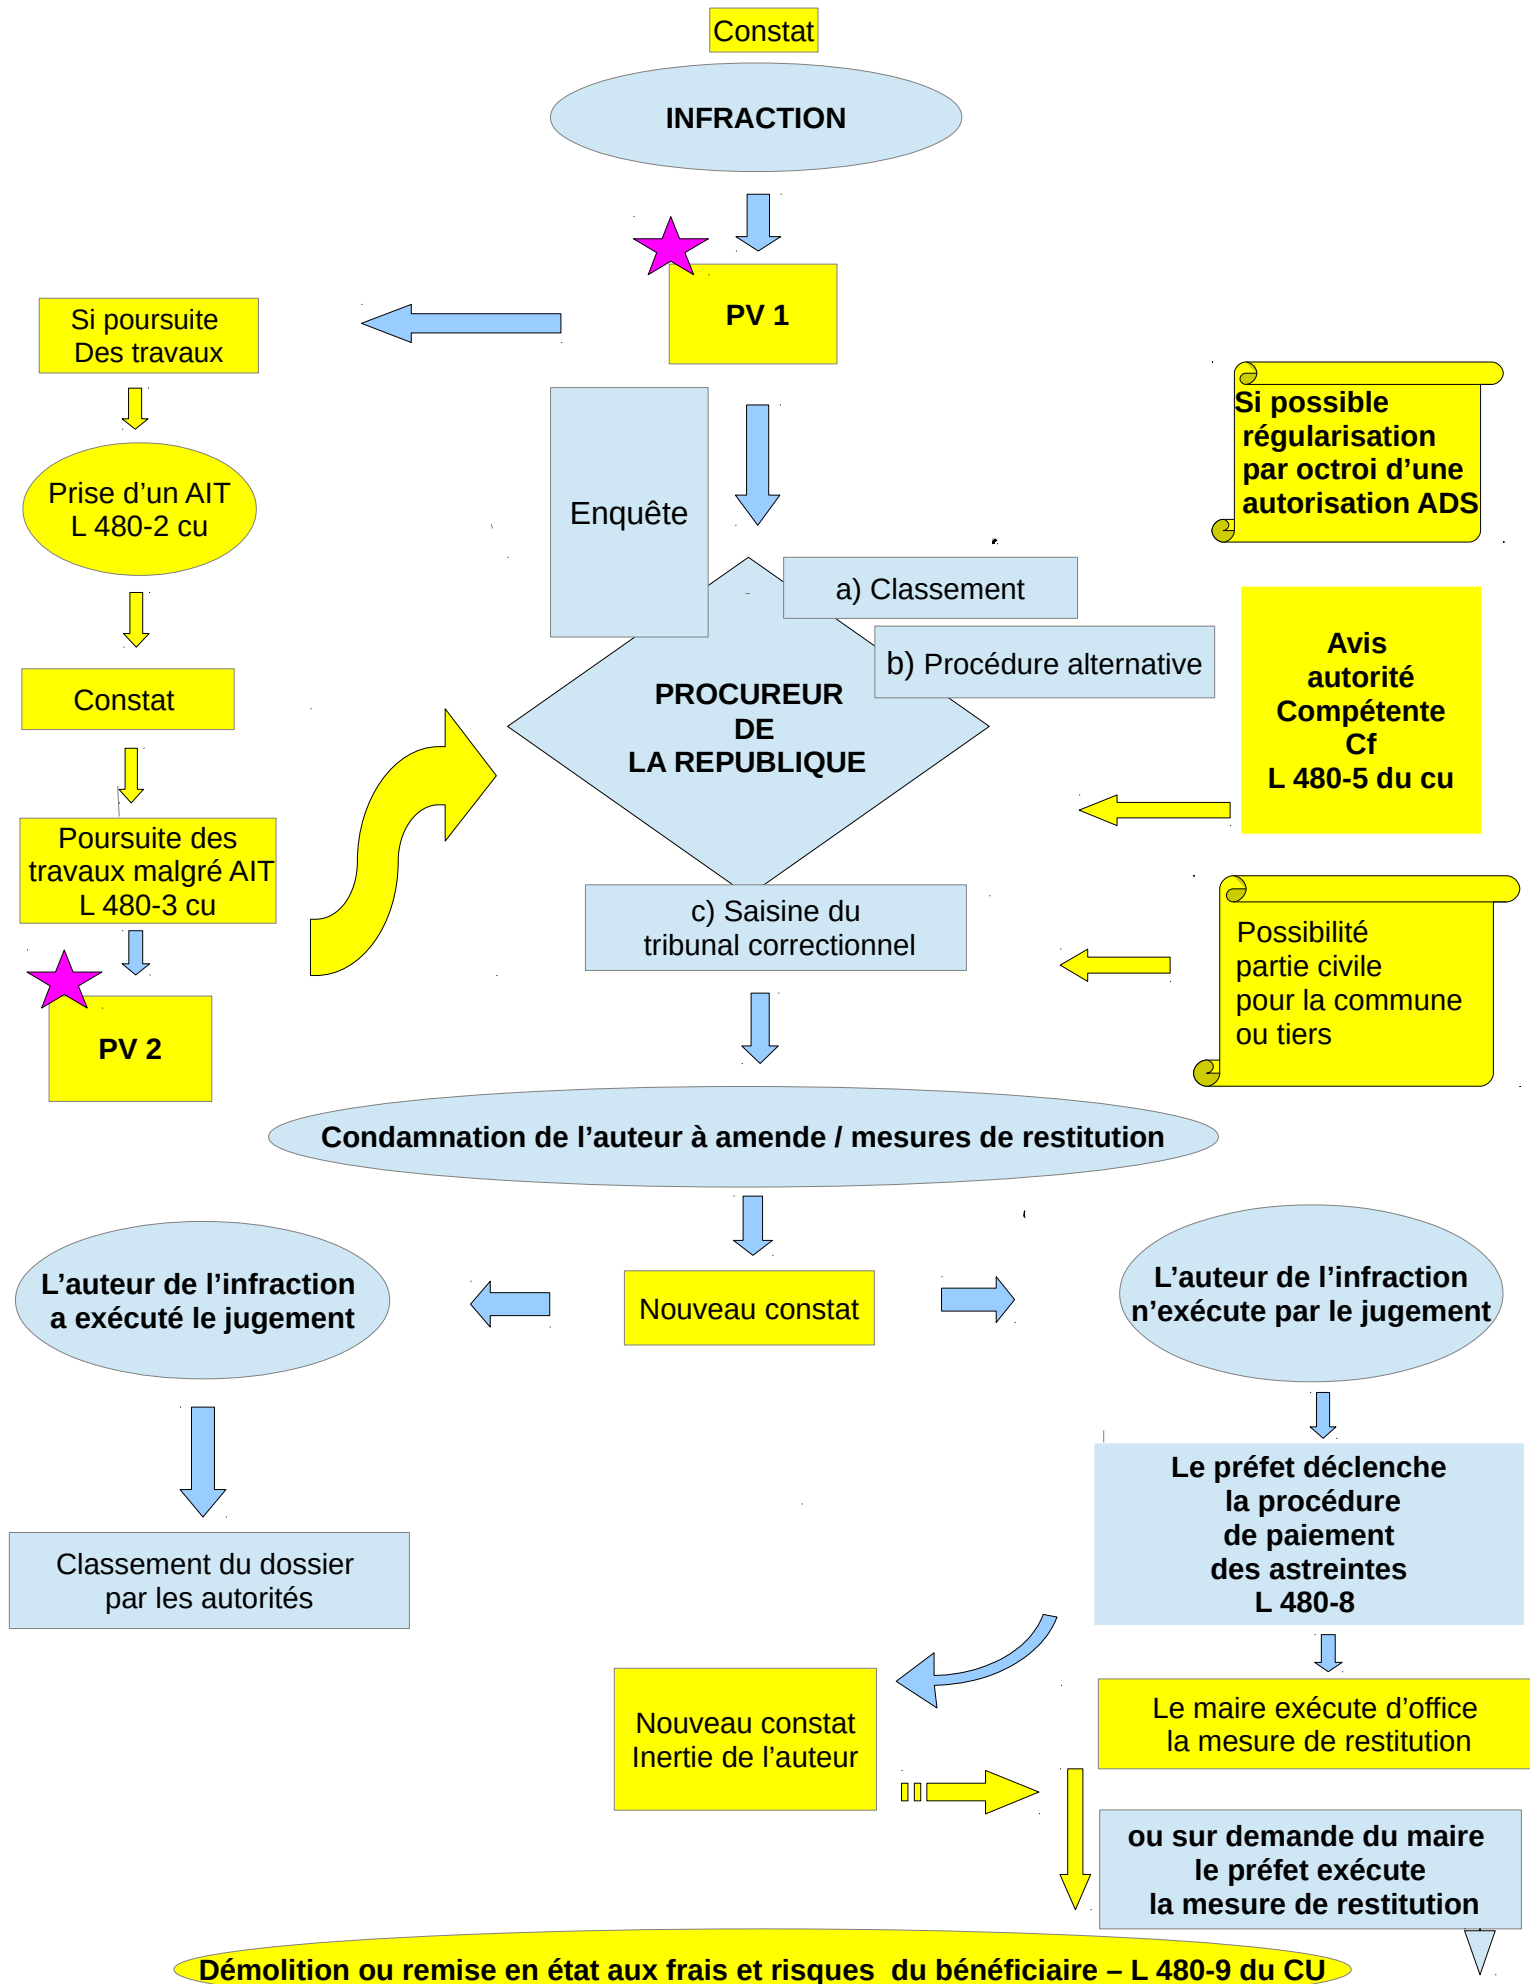 Constat
INFRACTION
PV 1
Si poursuite
Des travaux
Prise d’un AIT
L 480-2 cu
Constat
Poursuite des
travaux malgré AIT
L 480-3 cu
PV 2
Enquête
a) Classement
b) Procédure alternative
PROCUREUR
DE
LA REPUBLIQUE
c) Saisine du
tribunal correctionnel
Si possible
régularisation
par octroi d’une
autorisation ADS
Avis
autorité
Compétente
Cf
L 480-5 du cu
Possibilité
partie civile
pour la commune
ou tiers
Condamnation de l’auteur à amende / mesures de restitution
L’auteur de l’infraction
a exécuté le jugement
Nouveau constat
L’auteur de l’infraction
n’exécute par le jugement
Classement du dossier
par les autorités
Le préfet déclenche
la procédure
de paiement
des astreintes
L 480-8
Nouveau constat
Inertie de l’auteur
Le maire exécute d’office
la mesure de restitution
ou sur demande du maire
le préfet exécute
la mesure de restitution
Démolition ou remise en état aux frais et risques du bénéficiaire – L 480-9 du CU